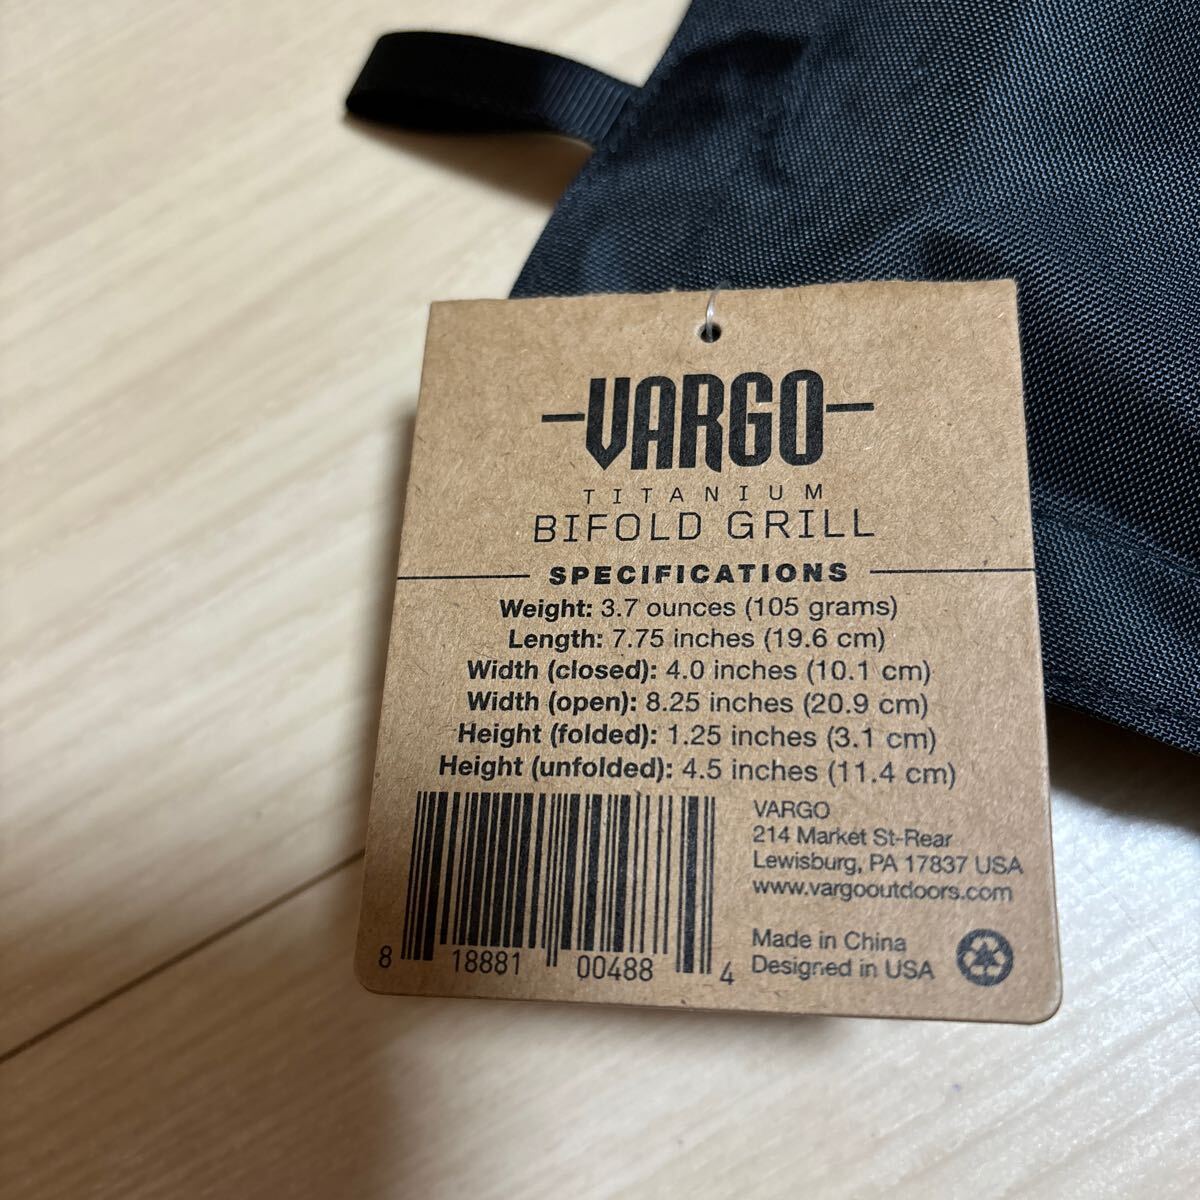 VARGO
TITANIUM
BIFOLD GRILL
SPECIFICATIONS
Weight: 3.7 ounces (105 grams)
Length: 7.75 inches (19.6 cm)
Width (closed): 4.0 inches (10.1 cm)
Width (open): 8.25 inches (20.9 cm)
Height (folded): 1.25 inches (3.1 cm)
Height (unfolded): 4.5 inches (11.4 cm)
VARGO
214 Market St-Rear
Lewisburg, PA 17837 USA
www.vargooutdoors.com
Made in China
Designed in USA
8 18881 00488 4